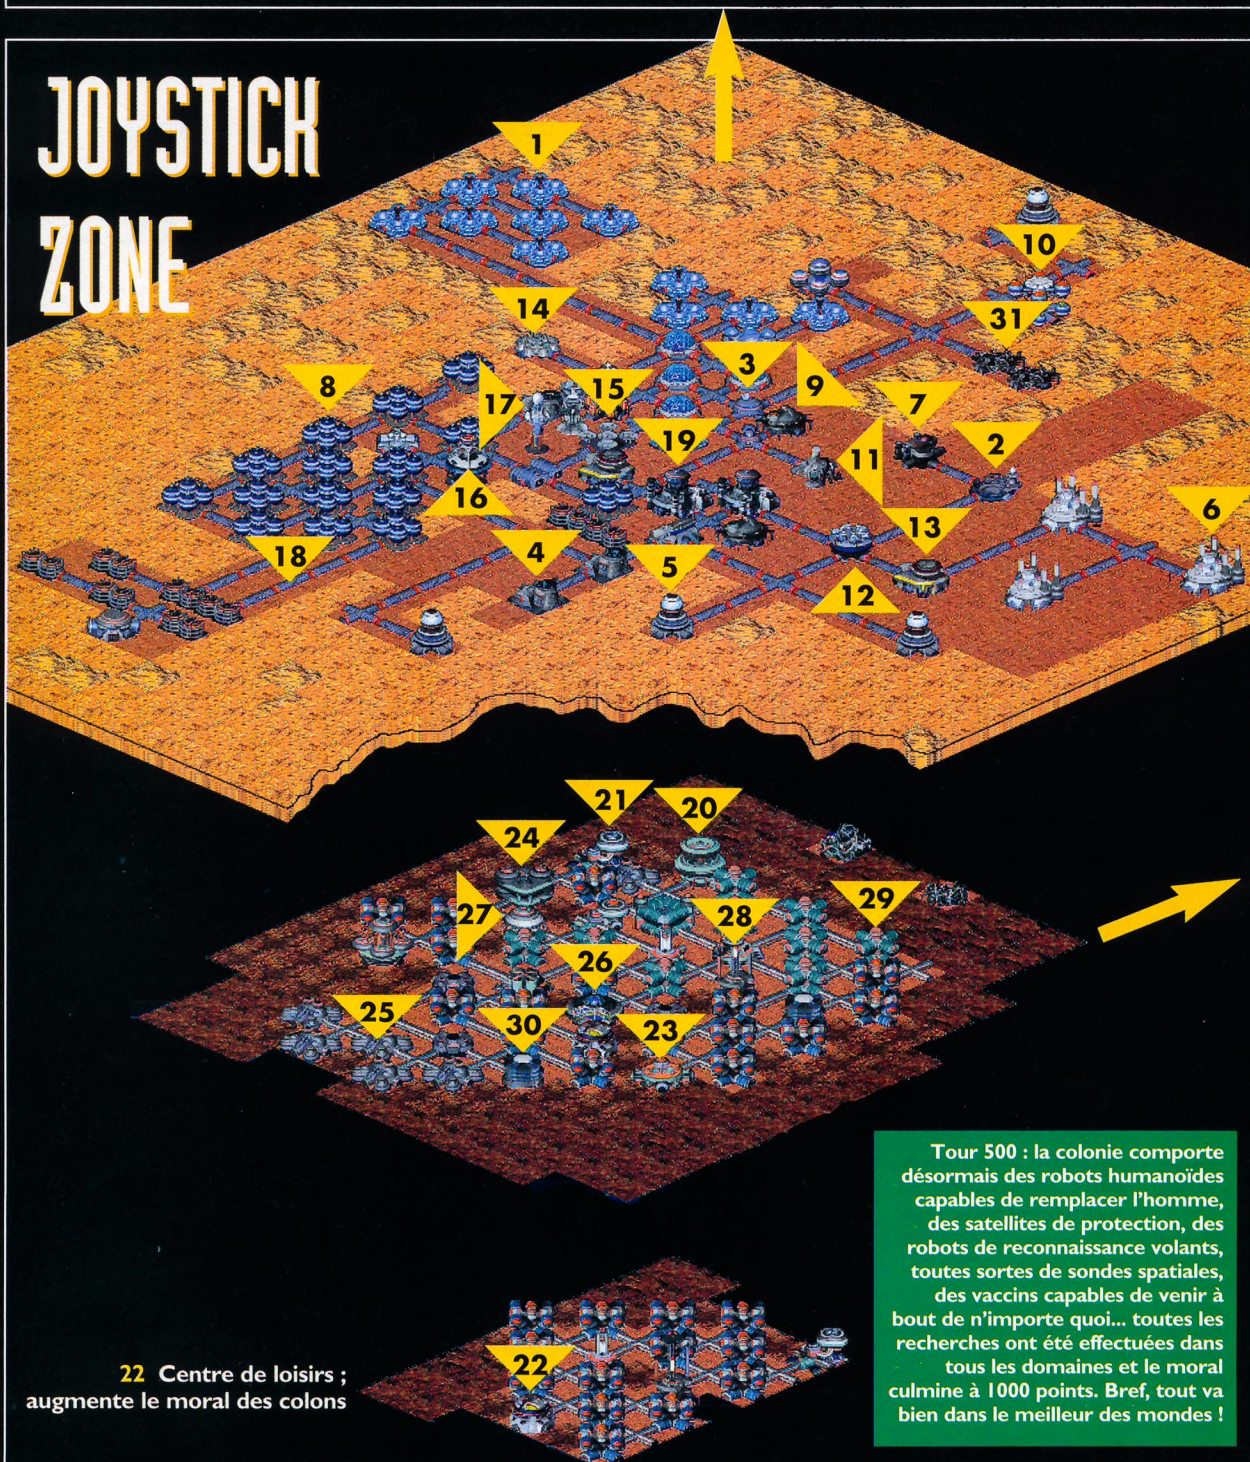 JOYSTICK
ZONE
1
10
14
31
3
8
9
15
17
7
19
2
11
16
6
13
18
4
5
12
21
20
24
29
27
28
26
25
30
23
Tour 500 : la colonie comporte
désormais des robots humanoïdes
capables de remplacer l'homme,
des satellites de protection, des
robots de reconnaissance volants,
toutes sortes de sondes spatiales,
des vaccins capables de venir à
bout de n'importe quoi... toutes les
recherches ont été effectuées dans
tous les domaines et le moral
culmine à 1000 points. Bref, tout va
bien dans le meilleur des mondes !
22
22 Centre de loisirs ;
augmente le moral des colons